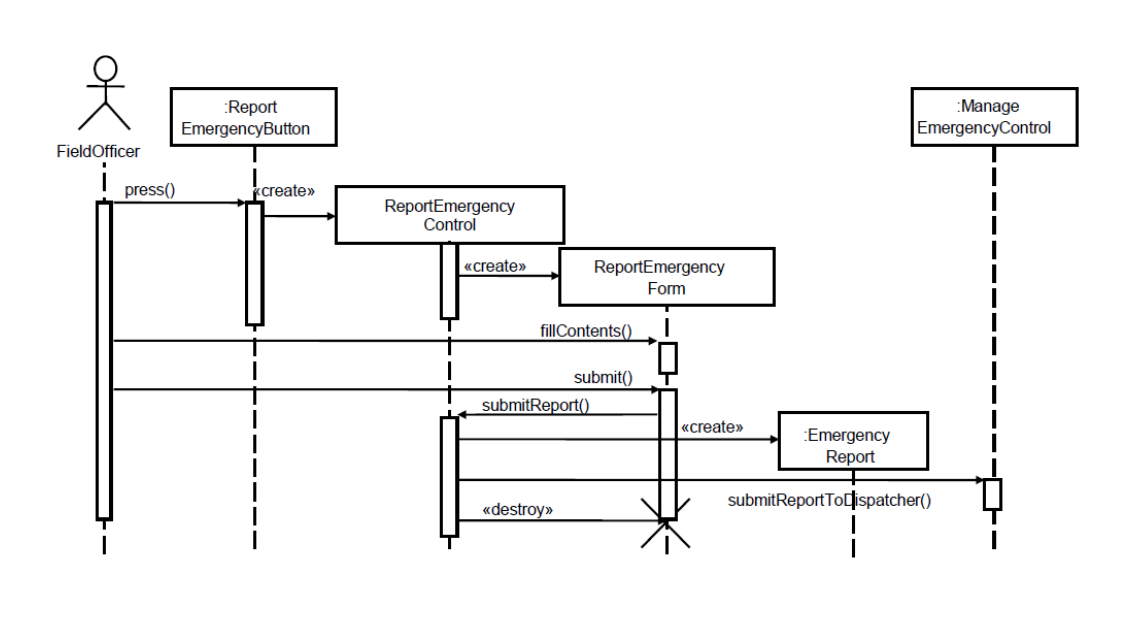 :Report
EmergencyButton
:Manage
EmergencyControl
FieldOfficer
press()
«create»
ReportEmergency
Control
«create»
ReportEmergency
Form
fillContents()
submit()
submitReport()
«create»
:Emergency
Report
submitReportToDispatcher()
«destroy»